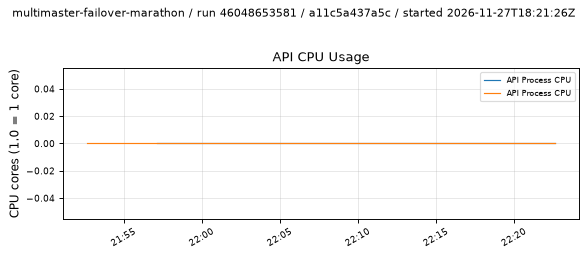 multimaster-failover-marathon / run 46048653581 / a11c5a437a5c / started 2026-11-27T18:21:26Z
API CPU Usage
CPU cores (1.0 = 1 core)
0.04
0.02
0.00
−0.02
−0.04
API Process CPU
API Process CPU
21:55
22:00
22:05
22:10
22:15
22:20